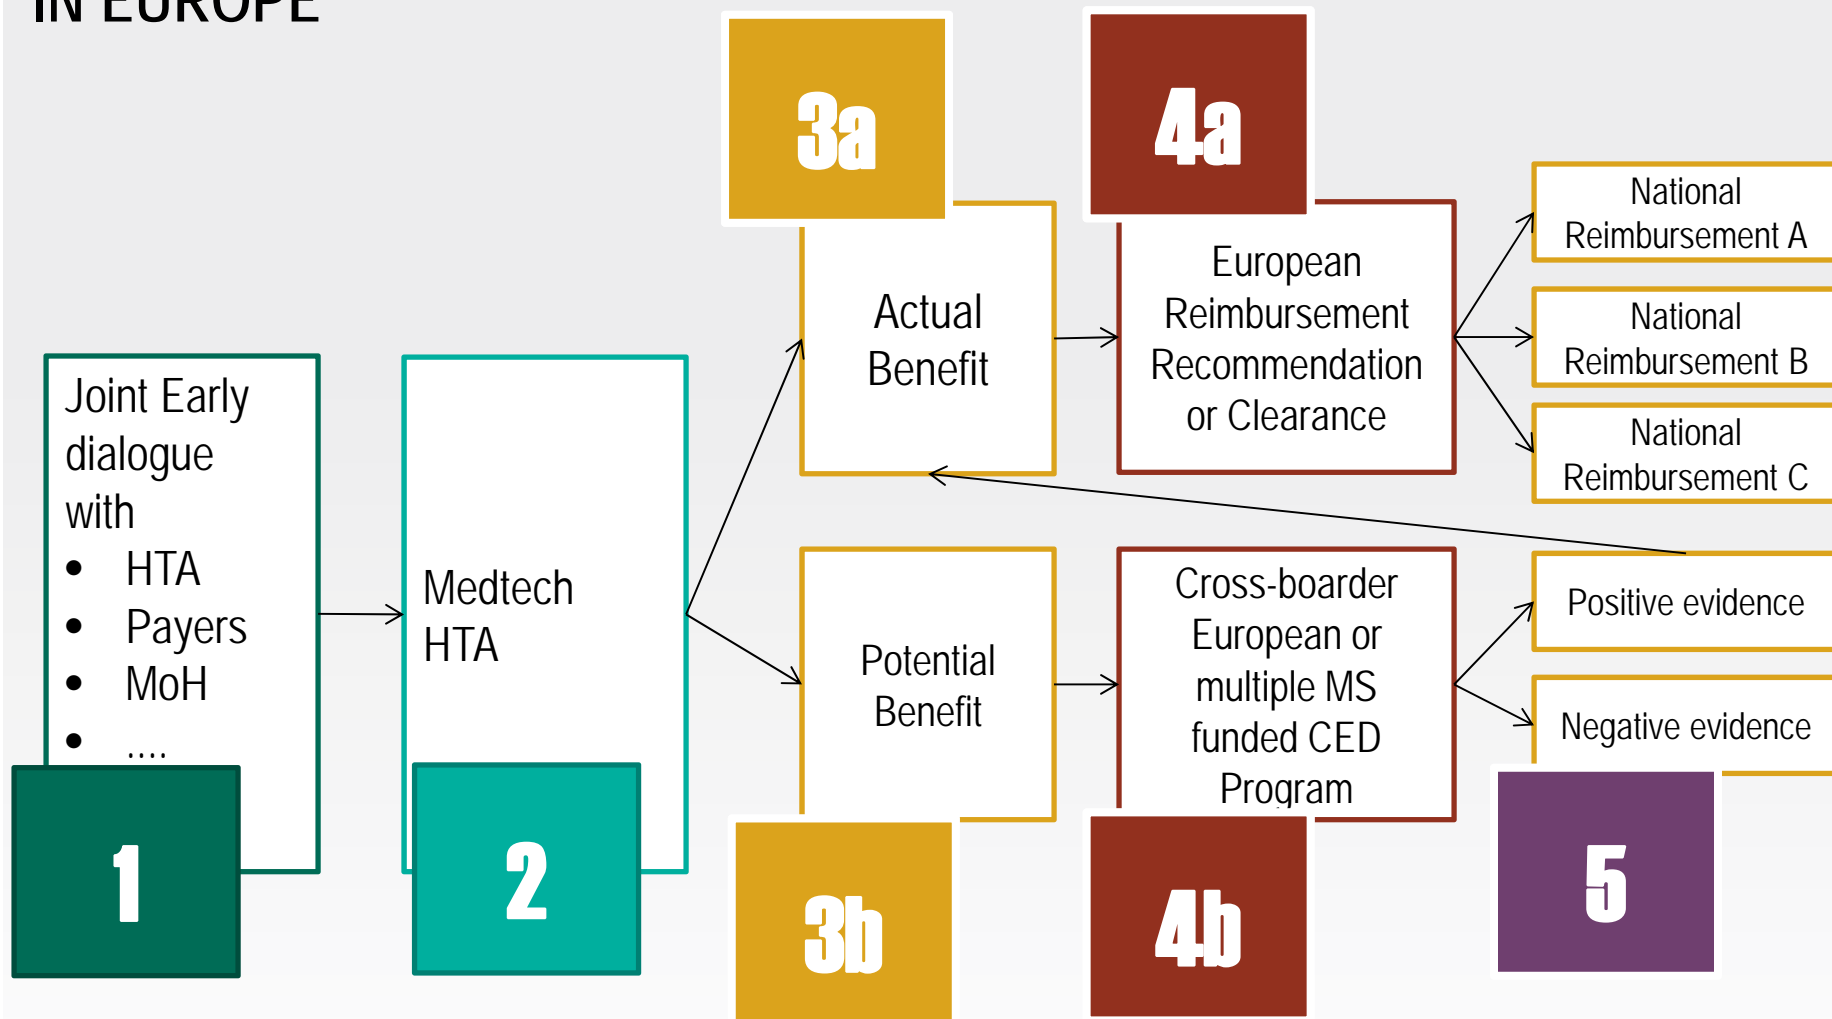 IN EUROPE
3a
4a
National
Reimbursement A
European
Reimbursement
Recommendation
or Clearance
Actual
Benefit
National
Reimbursement B
Joint Early
dialogue
with
• HTA
• Payers
• MoH
• ....
National
Reimbursement C
Medtech
HTA
Cross-boarder
European or
multiple MS
funded CED
Program
Positive evidence
Potential
Benefit
Negative evidence
1
2
3b
4b
5